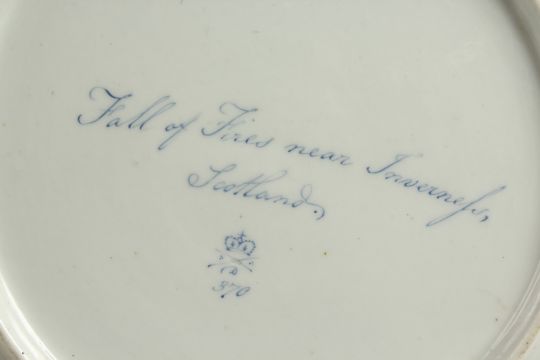 Fall of Fires near Inverneſs,
Scotland.
D
370